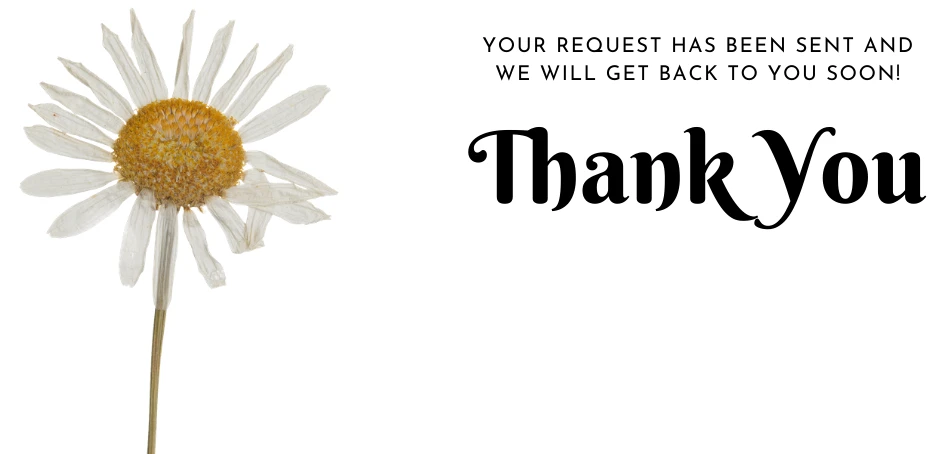 YOUR REQUEST HAS BEEN SENT AND
WE WILL GET BACK TO YOU SOON!
Thank You